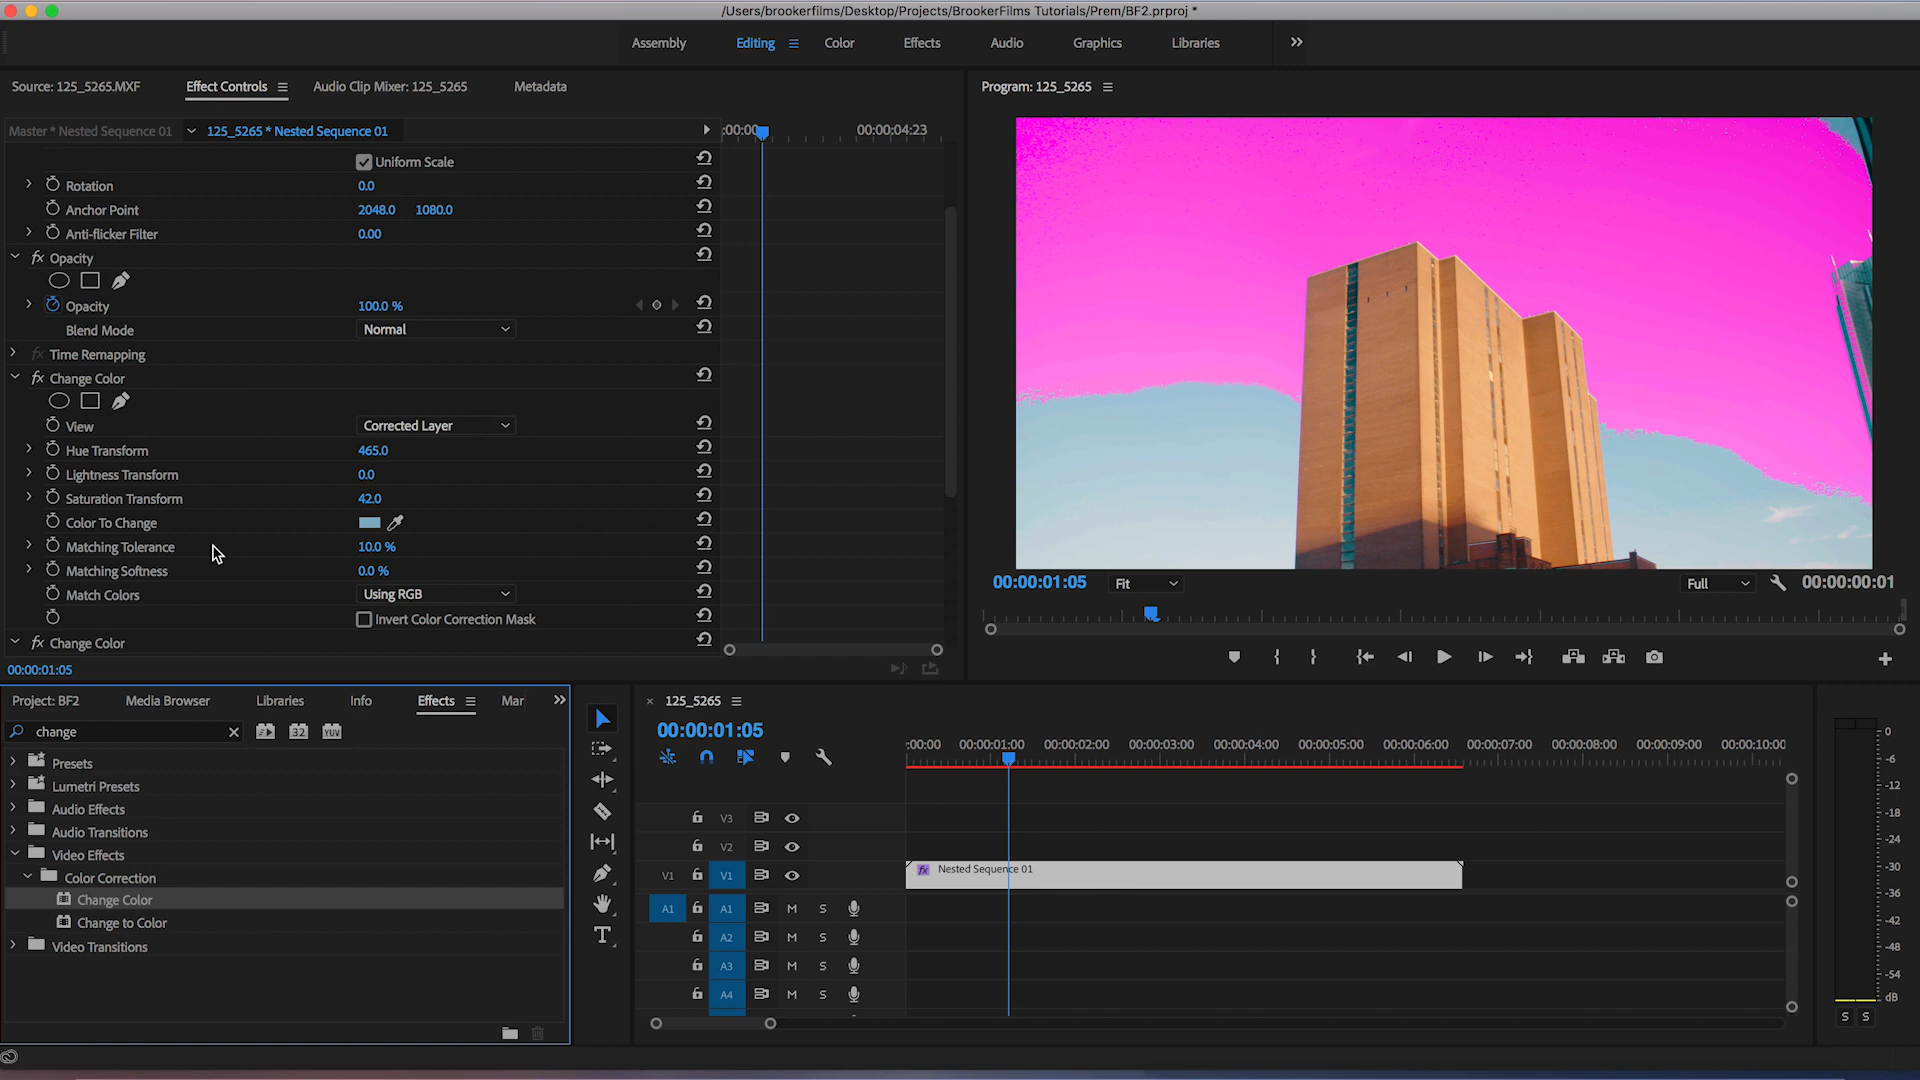 /Users/brookerfilms/Desktop/Projects/BrookerFilms Tutorials/Prem/BF2.prproj *
Assembly Editing Color Effects Audio Graphics Libraries
Source: 125_5265.MXF Effect Controls Audio Clip Mixer: 125_5265 Metadata
Program: 125_5265
Master * Nested Sequence 01 125_5265 * Nested Sequence 01
:00:00 00:00:04:23
Uniform Scale
Rotation 0.0
Anchor Point 2048.0 1080.0
Anti-flicker Filter 0.00
fx Opacity
Opacity 100.0 %
Blend Mode Normal
fx Time Remapping
fx Change Color
View Corrected Layer
Hue Transform 465.0
Lightness Transform 0.0
Saturation Transform 42.0
Color To Change
Matching Tolerance 10.0 %
Matching Softness 0.0 %
Match Colors Using RGB
Invert Color Correction Mask
fx Change Color
00:00:01:05
00:00:01:05 Fit Full 00:00:00:01
Project: BF2 Media Browser Libraries Info Effects Mar
change
32 YUV
Presets
Lumetri Presets
Audio Effects
Audio Transitions
Video Effects
Color Correction
Change Color
Change to Color
Video Transitions
T
× 125_5265
00:00:01:05
:00:00 00:00:01:00 00:00:02:00 00:00:03:00 00:00:04:00 00:00:05:00 00:00:06:00 00:00:07:00 00:00:08:00 00:00:09:00 00:00:10:00
V3
V2
V1 V1
fx Nested Sequence 01
A1 A1 M S
A2 M S
A3 M S
A4 M S
0
-6
-12
-18
-24
-30
-36
-42
-48
-54
dB
S S